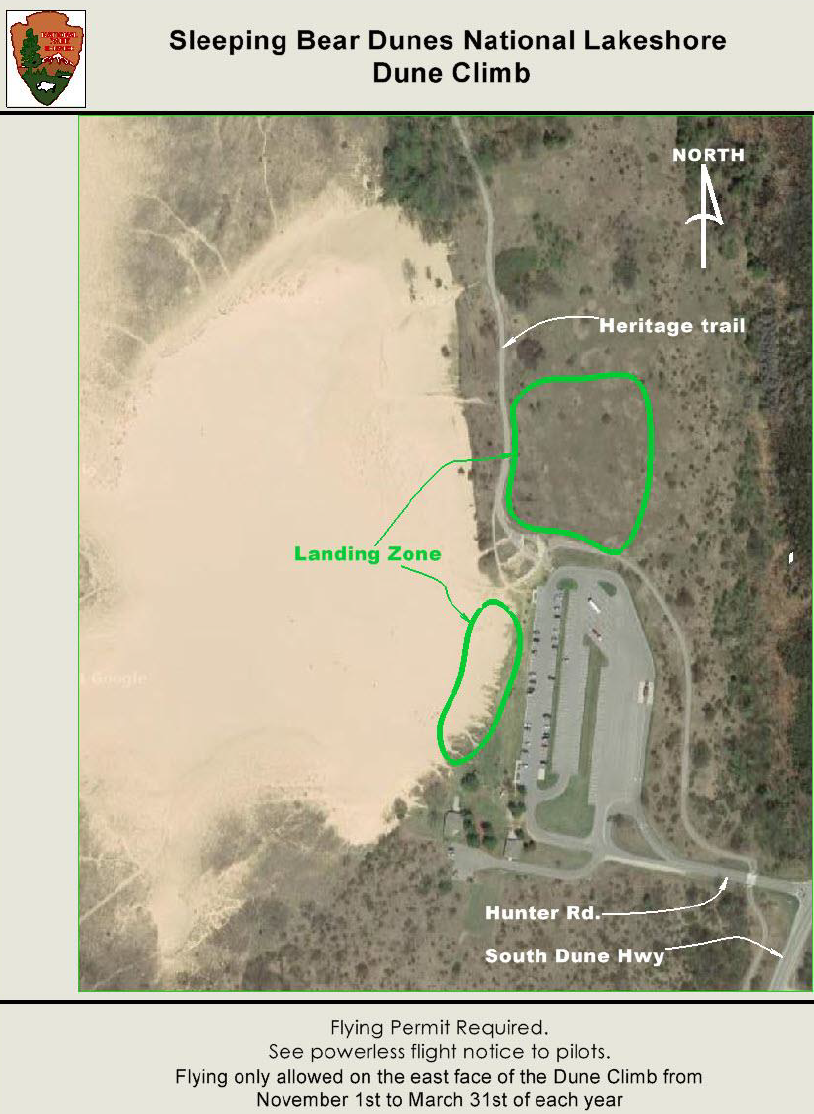 Sleeping Bear Dunes National Lakeshore
Dune Climb
NORTH
Heritage trail
Landing Zone
Google
Hunter Rd.
South Dune Hwy
Flying Permit Required.
See powerless flight notice to pilots.
Flying only allowed on the east face of the Dune Climb from
November 1st to March 31st of each year